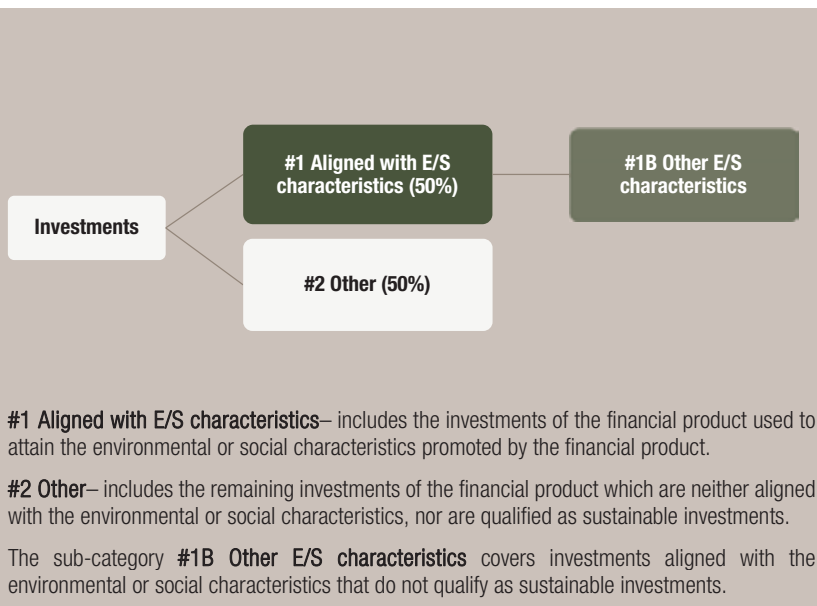 #1 Aligned with E/S
characteristics (50%)
#1B Other E/S
characteristics
Investments
#2 Other (50%)
#1 Aligned with E/S characteristics– includes the investments of the financial product used to
attain the environmental or social characteristics promoted by the financial product.
#2 Other– includes the remaining investments of the financial product which are neither aligned
with the environmental or social characteristics, nor are qualified as sustainable investments.
The sub-category #1B Other E/S characteristics covers investments aligned with the
environmental or social characteristics that do not qualify as sustainable investments.